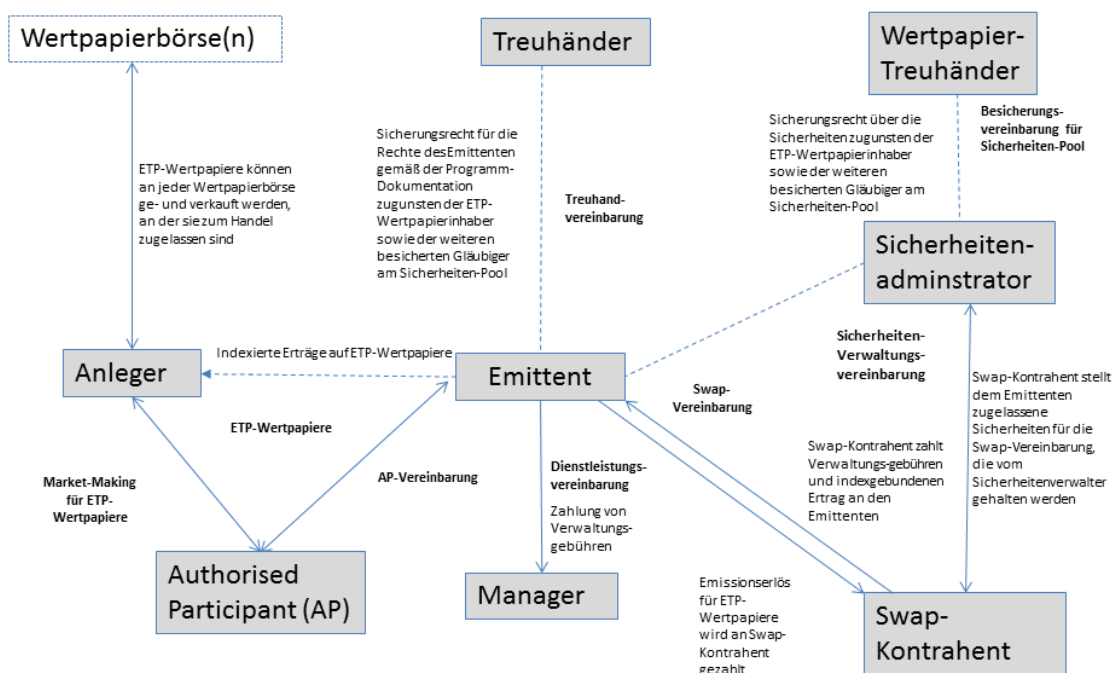 Wertpapierbörse(n)
Treuhänder
Wertpapier-
Treuhänder
ETP-Wertpapiere können
an jeder Wertpapierbörse
ge- und verkauft werden,
an der sie zum Handel
zugelassen sind
Sicherungsrecht für die
Rechte des Emittenten
gemäß der Programm-
Dokumentation
zugunsten der ETP-
Wertpapierinhaber
sowie der weiteren
besicherten Gläubiger
am Sicherheiten-Pool
Treuhand-
vereinbarung
Sicherungsrecht über die
Sicherheiten zugunsten der
ETP-Wertpapierinhaber
sowie der weiteren
besicherten Gläubiger am
Sicherheiten-Pool
Besicherungs-
vereinbarung für
Sicherheiten-Pool
Sicherheiten-
adminstrator
Anleger
Indexierte Erträge auf ETP-Wertpapiere
Emittent
Sicherheiten-
Verwaltungs-
vereinbarung
Swap-
Vereinbarung
Swap-Kontrahent stellt
dem Emittenten
zugelassene
Sicherheiten für die
Swap-Vereinbarung,
die vom
Sicherheitenverwalter
gehalten werden
ETP-Wertpapiere
Market-Making
für ETP-
Wertpapiere
AP-Vereinbarung
Dienstleistungs-
vereinbarung
Zahlung von
Verwaltungs-
gebühren
Swap-Kontrahent zahlt
Verwaltungs-gebühren
und indexgebundenen
Ertrag an den
Emittenten
Authorised
Participant (AP)
Manager
Emissionserlös
für ETP-
Wertpapiere
wird an Swap-
Kontrahent
gezahlt
Swap-
Kontrahent